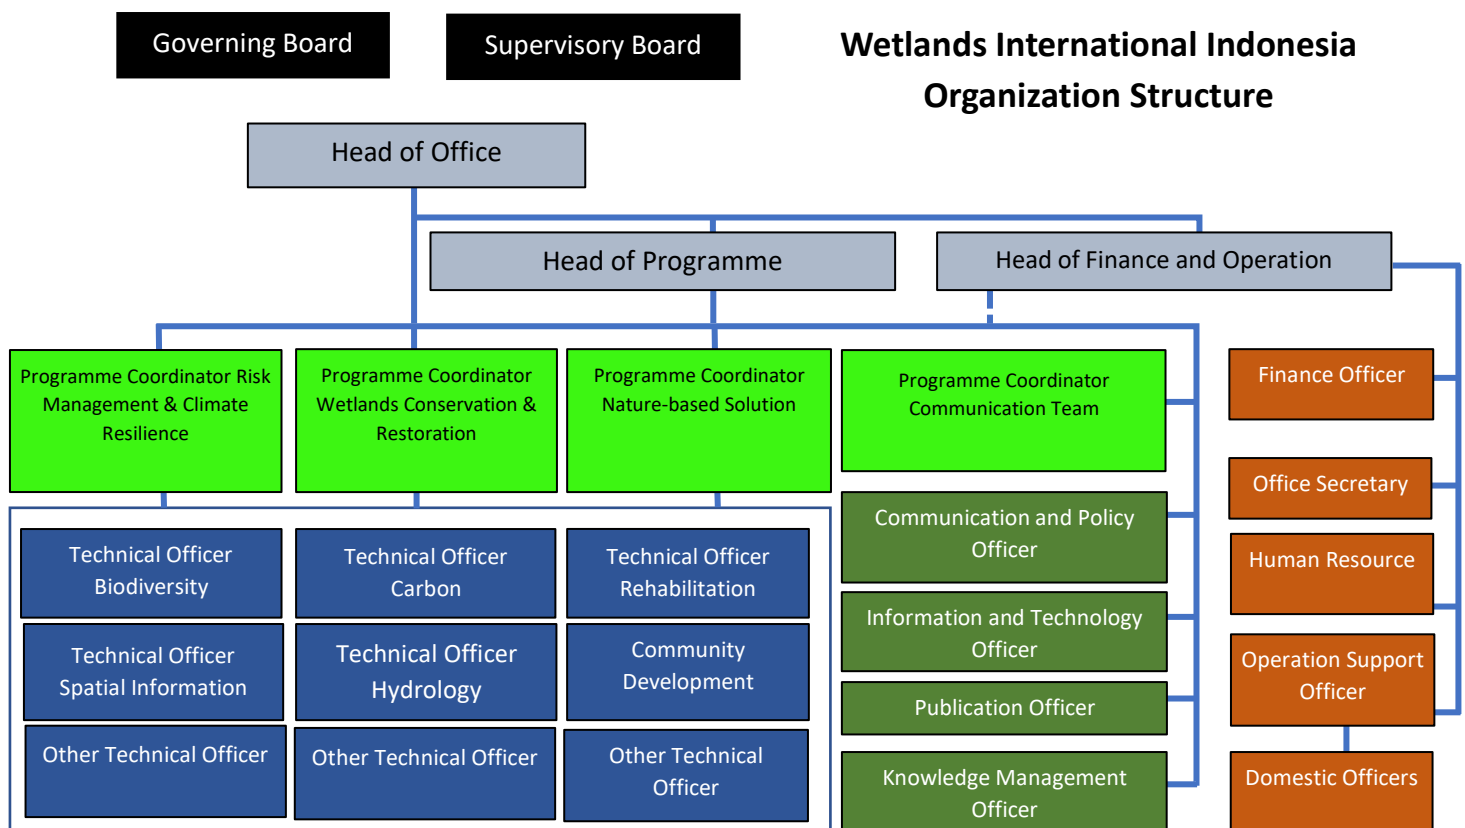 Governing Board
Supervisory Board
Wetlands International Indonesia
Organization Structure
Head of Office
Head of Programme
Head of Finance and Operation
Programme Coordinator Risk
Management & Climate
Resilience
Programme Coordinator
Wetlands Conservation &
Restoration
Programme Coordinator
Nature-based Solution
Programme Coordinator
Communication Team
Finance Officer
Office Secretary
Human Resource
Operation Support
Officer
Domestic Officers
Communication and Policy
Officer
Information and Technology
Officer
Publication Officer
Knowledge Management
Officer
Technical Officer
Biodiversity
Technical Officer
Carbon
Technical Officer
Rehabilitation
Technical Officer
Spatial Information
Technical Officer
Hydrology
Community
Development
Other Technical Officer
Other Technical Officer
Other Technical
Officer